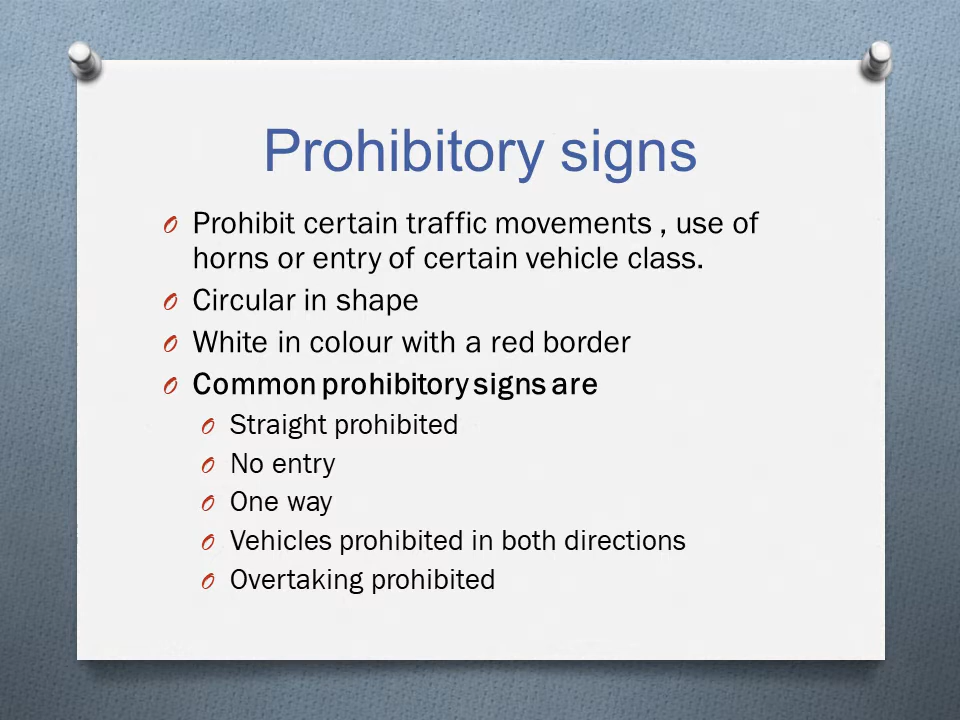 Prohibitory signs
Prohibit certain traffic movements , use of
horns or entry of certain vehicle class.
Circular in shape
White in colour with a red border
Common prohibitory signs are
Straight prohibited
No entry
One way
Vehicles prohibited in both directions
Overtaking prohibited